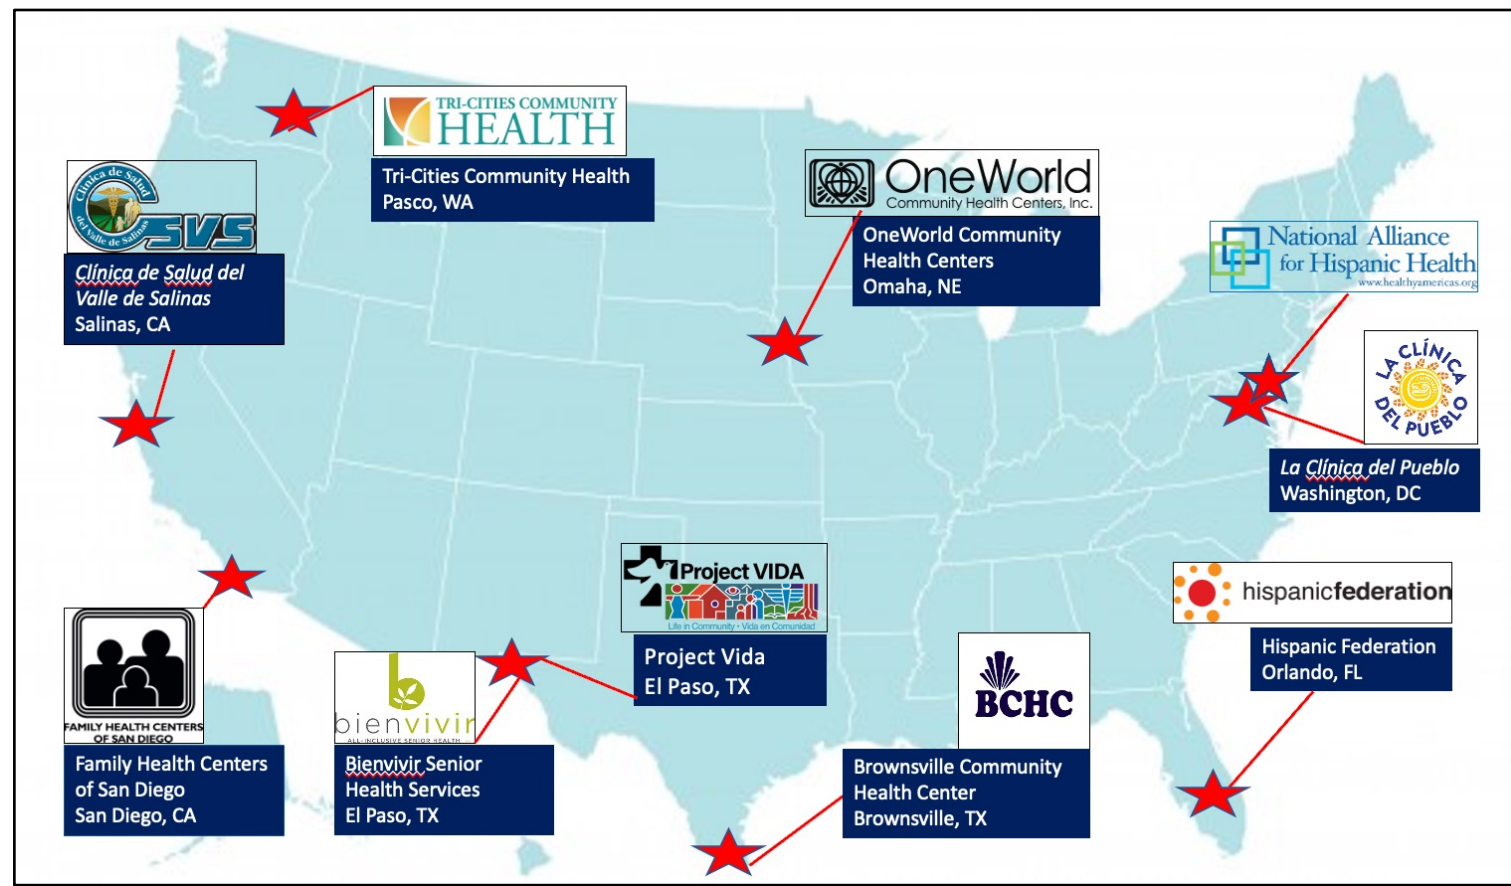 TRI-CITIES COMMUNITY
HEALTH
Tri-Cities Community Health
Pasco, WA
Clínica de Salud
del Valle de Salinas
CSVS
Clínica de Salud del
Valle de Salinas
Salinas, CA
OneWorld
Community Health Centers, Inc.
OneWorld Community
Health Centers
Omaha, NE
National Alliance
for Hispanic Health
www.healthyamericas.org
LA CLÍNICA
DEL PUEBLO
La Clínica del Pueblo
Washington, DC
FAMILY HEALTH CENTERS
OF SAN DIEGO
Family Health Centers
of San Diego
San Diego, CA
b
bienvivir
ALL-INCLUSIVE SENIOR HEALTH
Bienvivir Senior
Health Services
El Paso, TX
Project VIDA
Life in Community • Vida en Comunidad
Project Vida
El Paso, TX
BCHC
Brownsville Community
Health Center
Brownsville, TX
hispanicfederation
Hispanic Federation
Orlando, FL